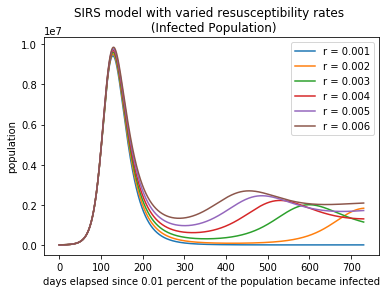 SIRS model with varied resusceptibility rates
(Infected Population)
1e7
1.0
0.8
0.6
0.4
0.2
0.0
population
r = 0.001
r = 0.002
r = 0.003
r = 0.004
r = 0.005
r = 0.006
0 100 200 300 400 500 600 700
days elapsed since 0.01 percent of the population became infected